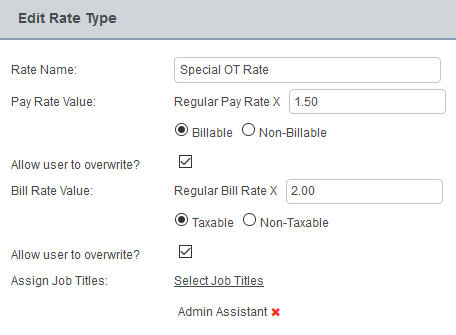 Edit Rate Type
Rate Name: Special OT Rate
Pay Rate Value: Regular Pay Rate X 1.50
Billable Non-Billable
Allow user to overwrite?
Bill Rate Value: Regular Bill Rate X 2.00
Taxable Non-Taxable
Allow user to overwrite?
Assign Job Titles: Select Job Titles
Admin Assistant